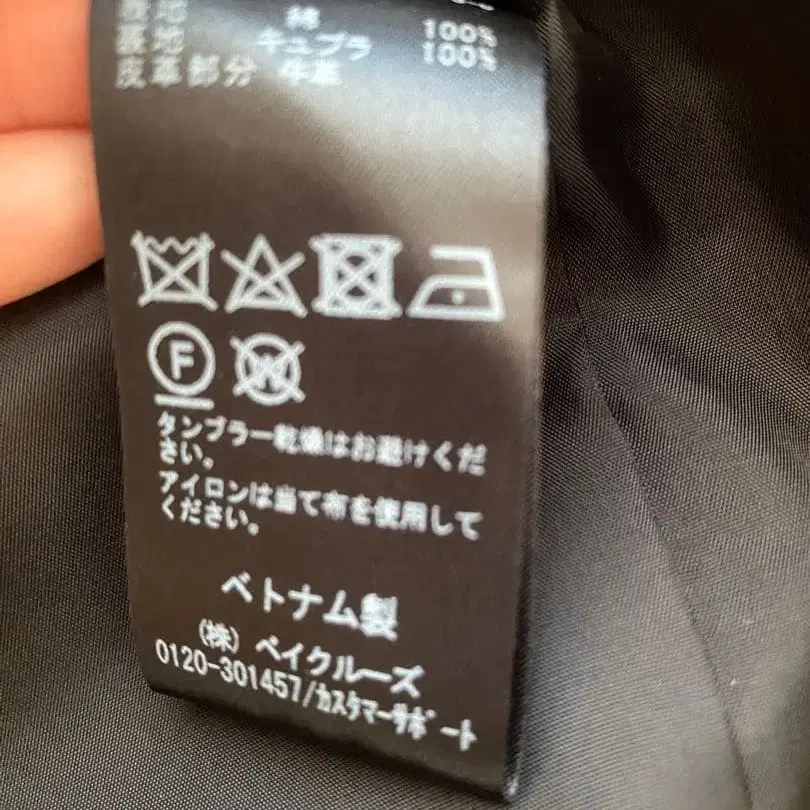 綿 100%
裏地 キュプラ 100%
皮革部分 牛革
F
W
タンブラー乾燥はお避けくだ
さい。
アイロンは当て布を使用して
ください。
ベトナム製
(株) ベイクルーズ
0120-301457/カスタマーサポート